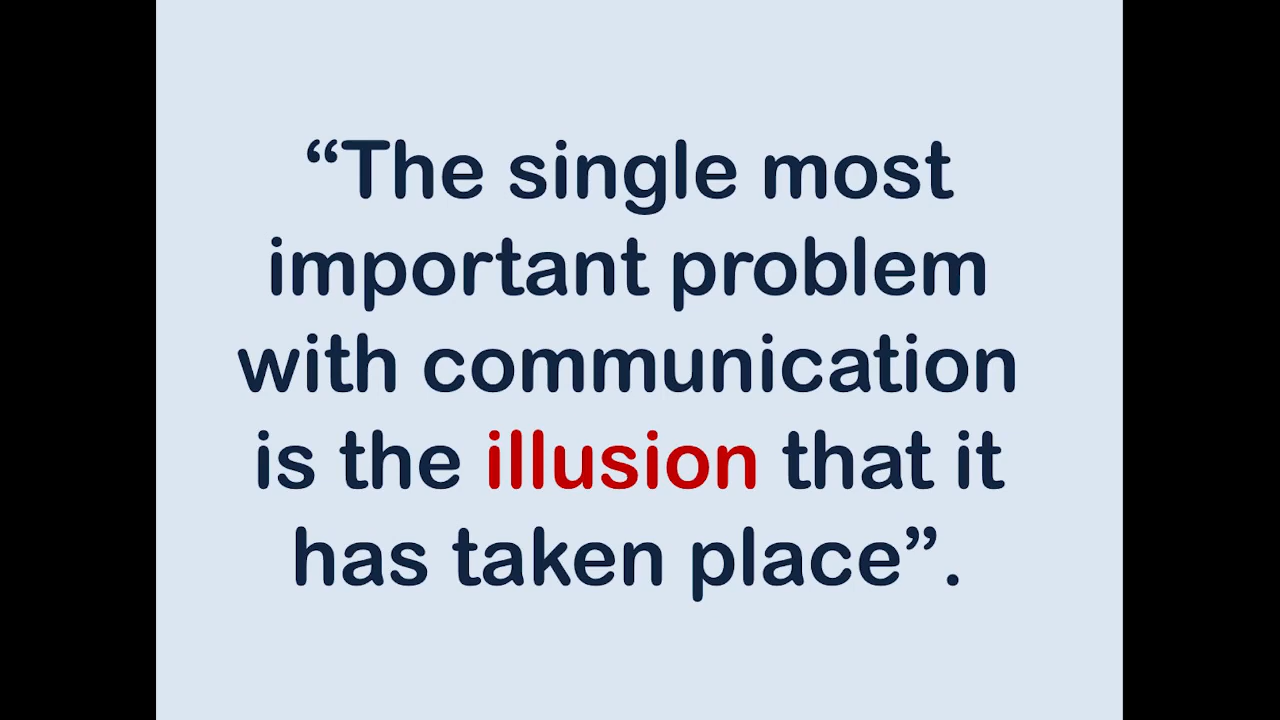 “The single most
important problem
with communication
is the illusion that it
has taken place”.